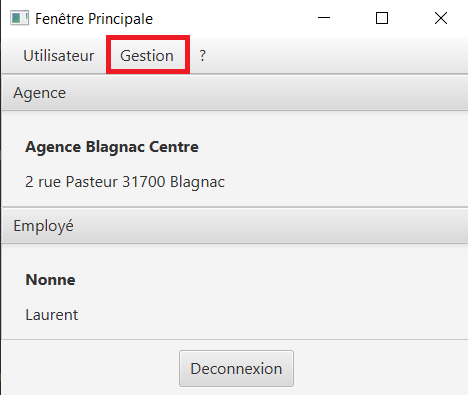 Fenêtre Principale
Utilisateur Gestion ?
Agence
Agence Blagnac Centre
2 rue Pasteur 31700 Blagnac
Employé
Nonne
Laurent
Deconnexion